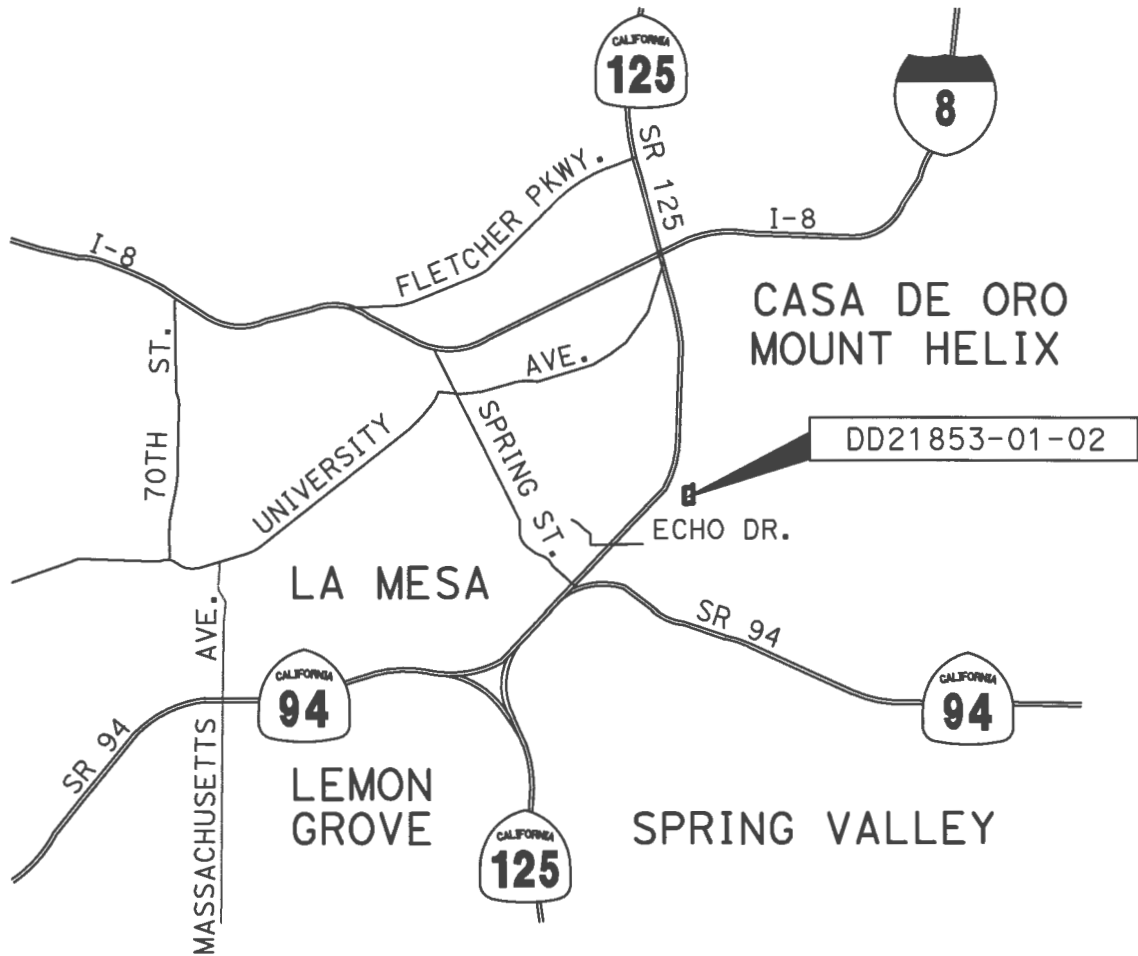 CALIFORNIA
125
8
SR 125
FLETCHER PKWY.
I-8
I-8
CASA DE ORO
MOUNT HELIX
70TH ST.
UNIVERSITY AVE.
SPRING ST.
DD21853-01-02
ECHO DR.
LA MESA
MASSACHUSETTS AVE.
SR 94
CALIFORNIA
94
SR 94
CALIFORNIA
94
LEMON
GROVE
CALIFORNIA
125
SPRING VALLEY